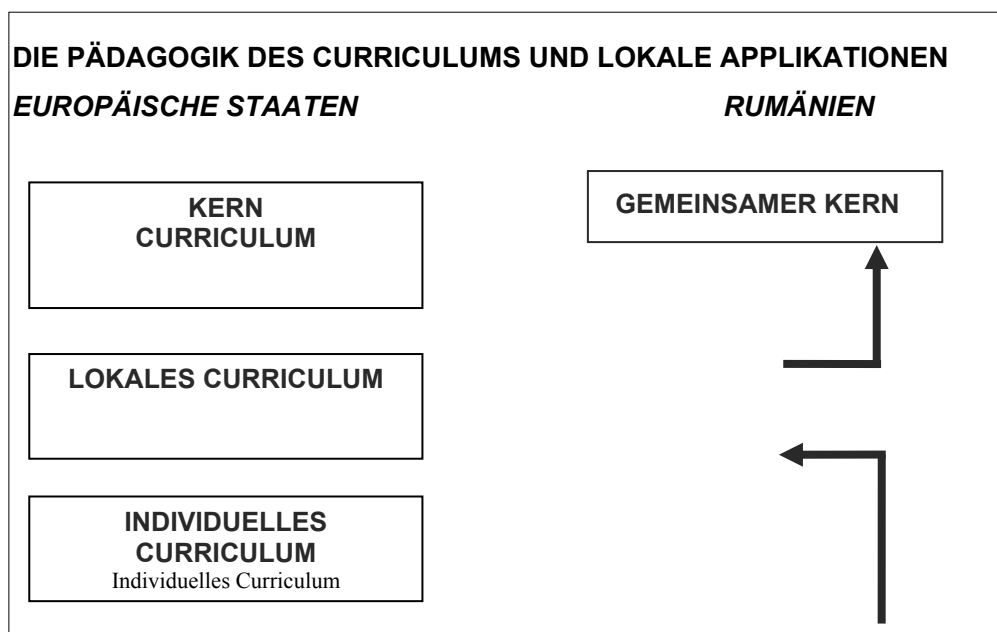 DIE PÄDAGOGIK DES CURRICULUMS UND LOKALE APPLIKATIONEN
EUROPÄISCHE STAATEN
RUMÄNIEN
KERN
CURRICULUM
GEMEINSAMER KERN
LOKALES CURRICULUM
INDIVIDUELLES
CURRICULUM
Individuelles Curriculum